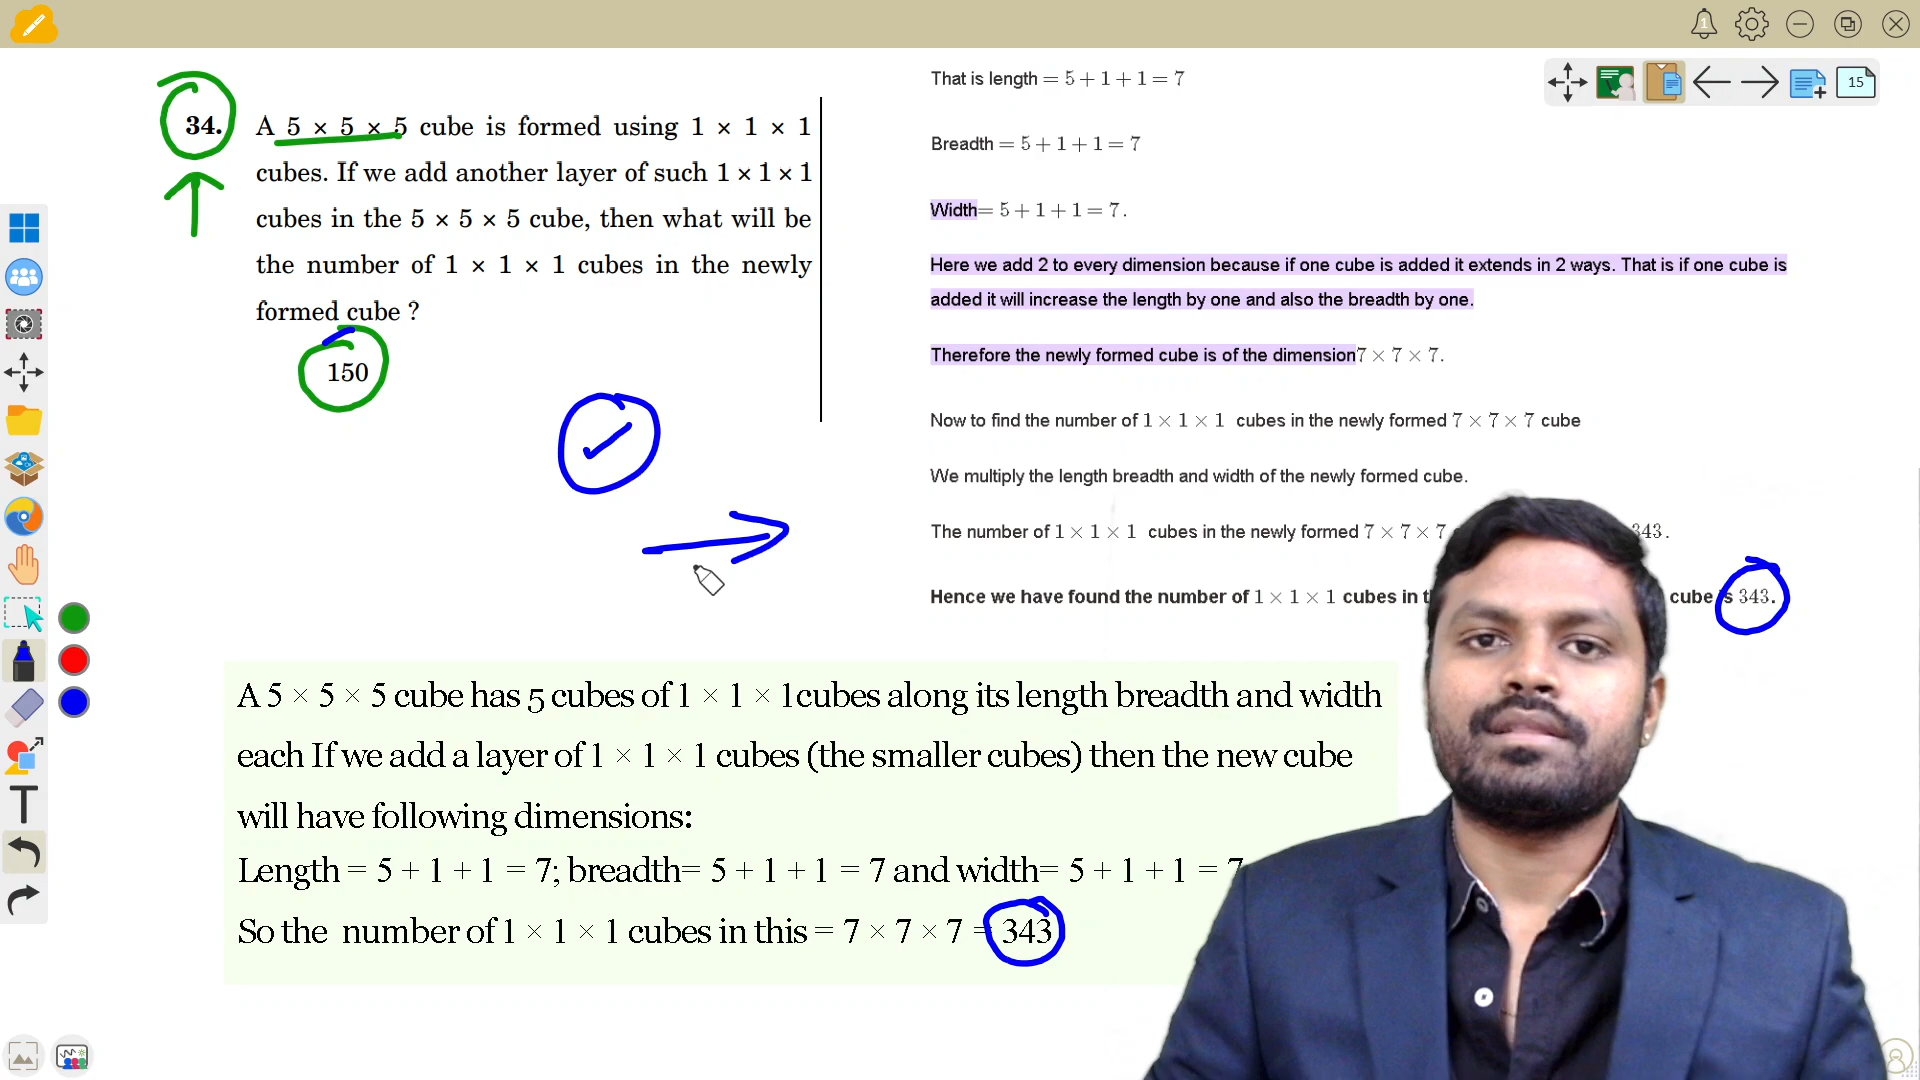 34. A 5 × 5 × 5 cube is formed using 1 × 1 × 1
cubes. If we add another layer of such 1 × 1 × 1
cubes in the 5 × 5 × 5 cube, then what will be
the number of 1 × 1 × 1 cubes in the newly
formed cube ?
150
That is length = 5 + 1 + 1 = 7
Breadth = 5 + 1 + 1 = 7
Width= 5 + 1 + 1 = 7.
Here we add 2 to every dimension because if one cube is added it extends in 2 ways. That is if one cube is
added it will increase the length by one and also the breadth by one.
Therefore the newly formed cube is of the dimension7 × 7 × 7.
Now to find the number of 1 × 1 × 1 cubes in the newly formed 7 × 7 × 7 cube
We multiply the length breadth and width of the newly formed cube.
The number of 1 × 1 × 1 cubes in the newly formed 7 × 7 × 7 343.
Hence we have found the number of 1 × 1 × 1 cubes in cube is 343.
A 5 × 5 × 5 cube has 5 cubes of 1 × 1 × 1cubes along its length breadth and width
each If we add a layer of 1 × 1 × 1 cubes (the smaller cubes) then the new cube
will have following dimensions:
Length = 5 + 1 + 1 = 7; breadth= 5 + 1 + 1 = 7 and width= 5 + 1 + 1 = 7
So the number of 1 × 1 × 1 cubes in this = 7 × 7 × 7 = 343
15
1